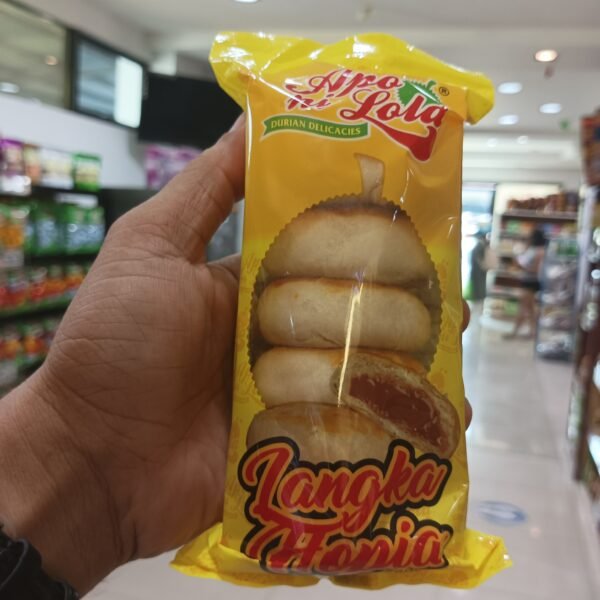 Apo ®
ni Lola
DURIAN DELICACIES
Langka
Hopia